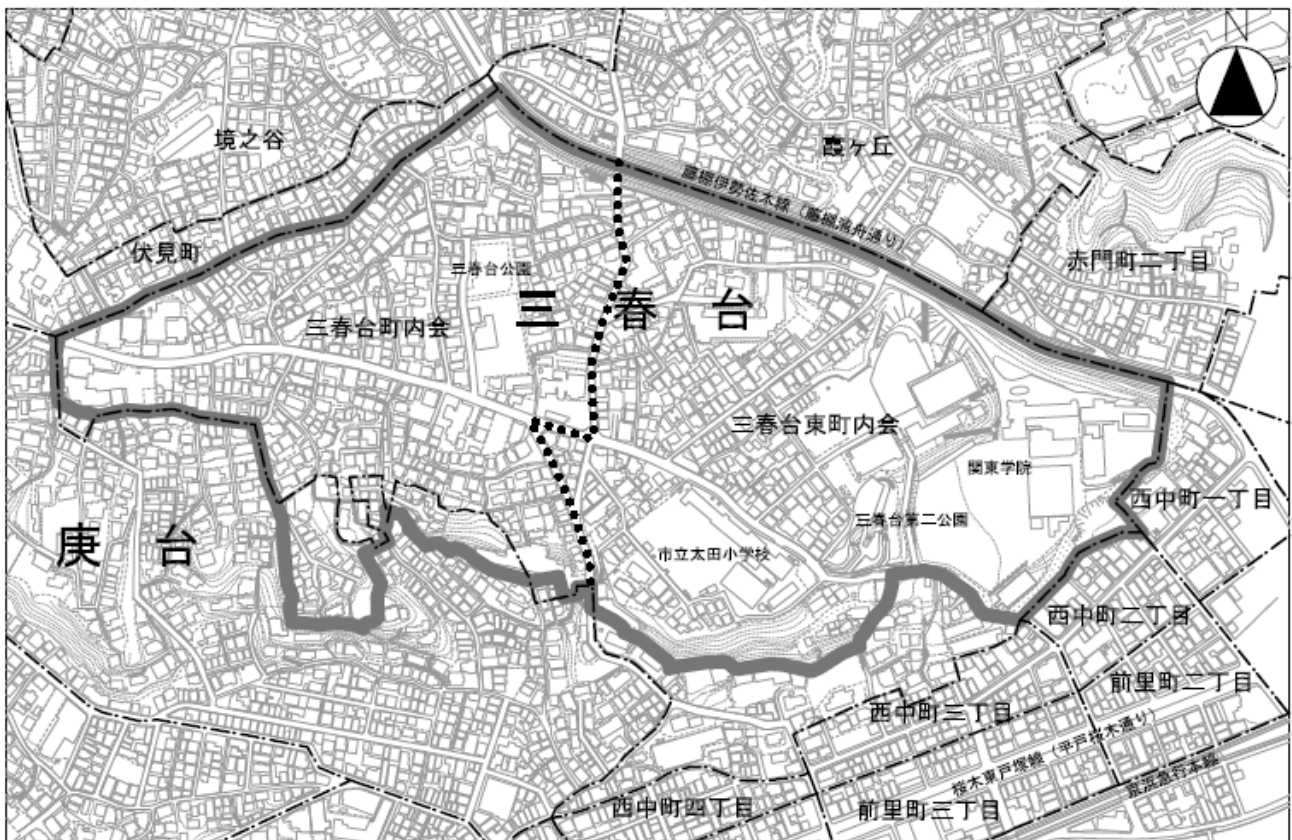 N
境之谷
霞ヶ丘
藤棚伊勢佐木線（藤棚浦舟通り）
伏見町
赤門町二丁目
三春台公園
三春台
三春台町内会
三春台東町内会
関東学院
西中町一丁目
三春台第二公園
庚台
市立太田小学校
西中町二丁目
前里町二丁目
西中町三丁目
桜木東戸塚線（平戸桜木通り）
京浜急行本線
西中町四丁目
前里町三丁目